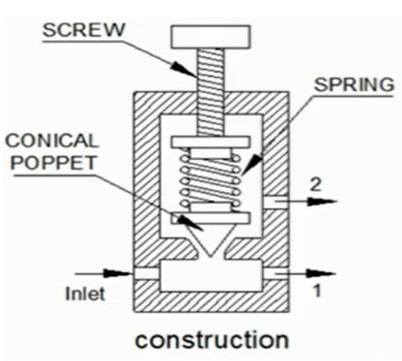 SCREW
SPRING
CONICAL
POPPET
2
Inlet
1
construction